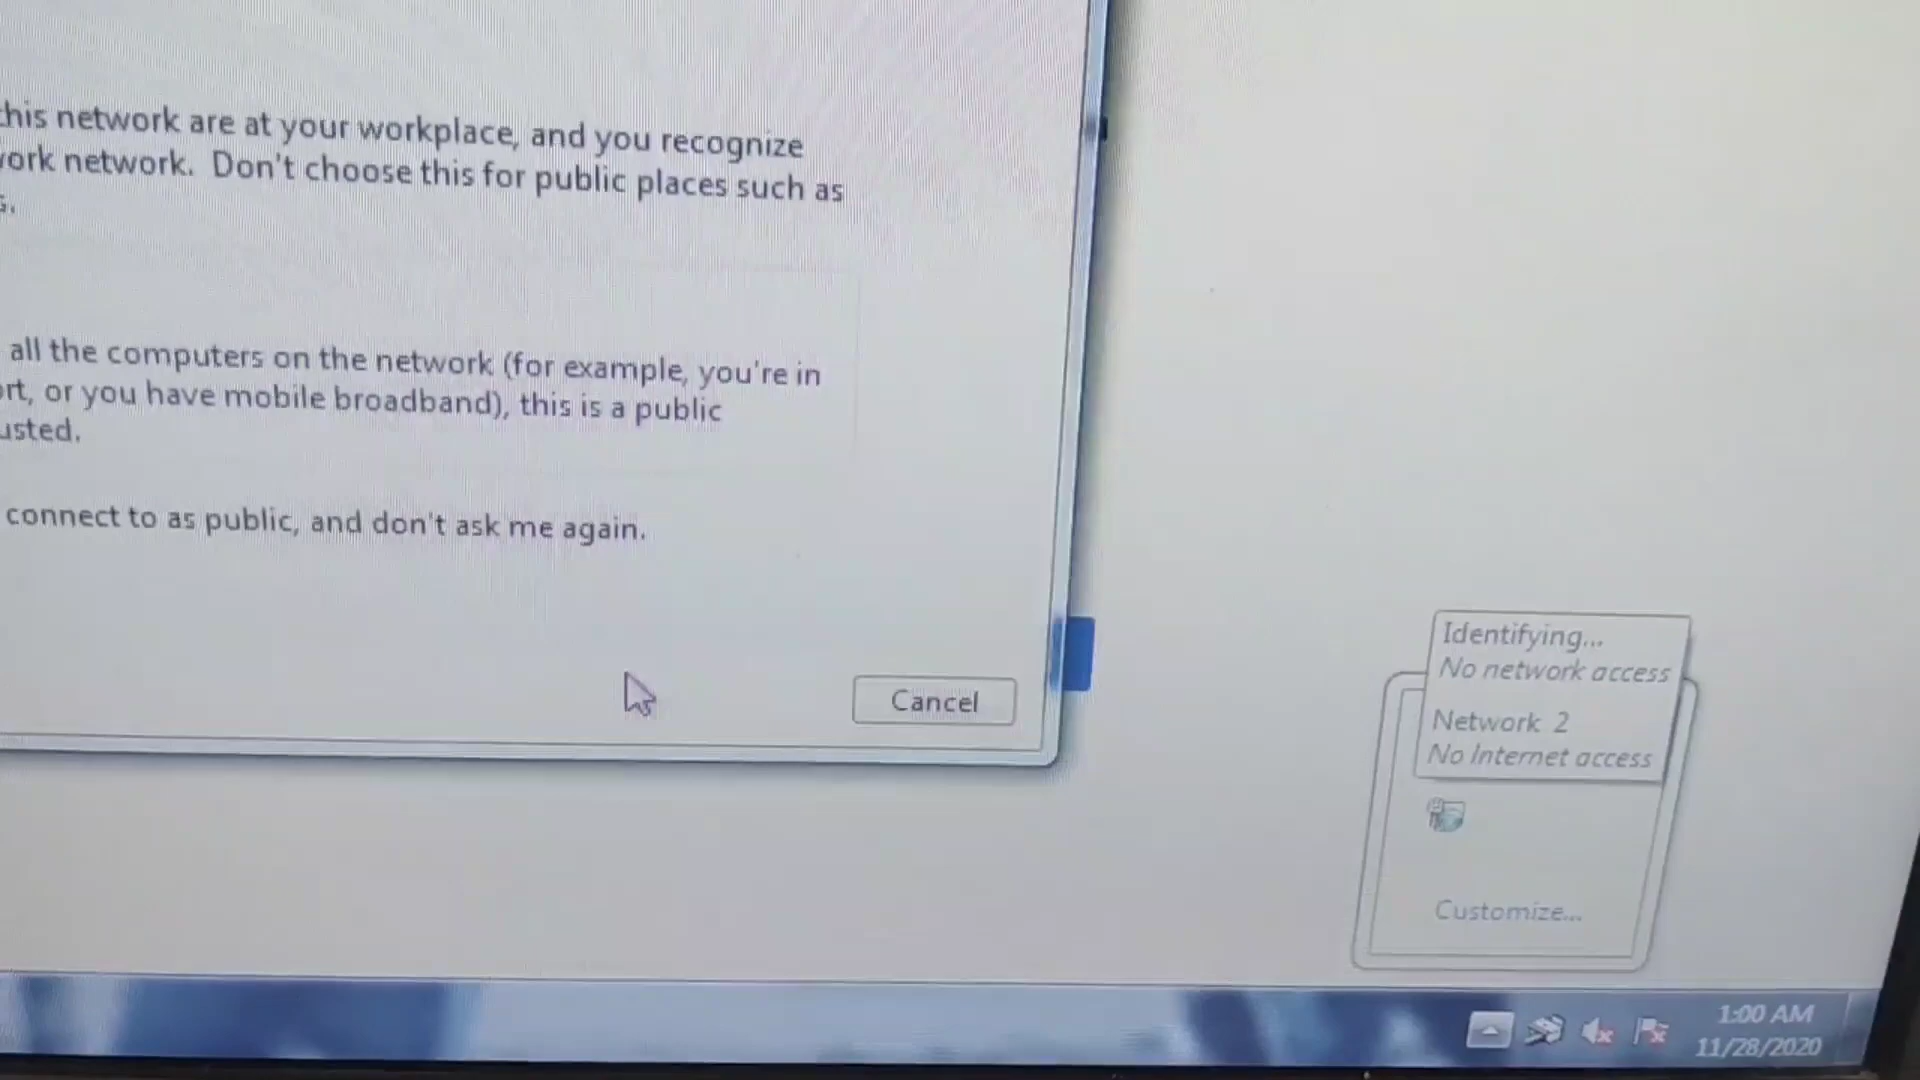 this network are at your workplace, and you recognize
work network. Don't choose this for public places such as
s.
all the computers on the network (for example, you're in
ort, or you have mobile broadband), this is a public
usted.
connect to as public, and don't ask me again.
Cancel
Identifying...
No network access
Network 2
No Internet access
Customize...
1:00 AM
11/28/2020